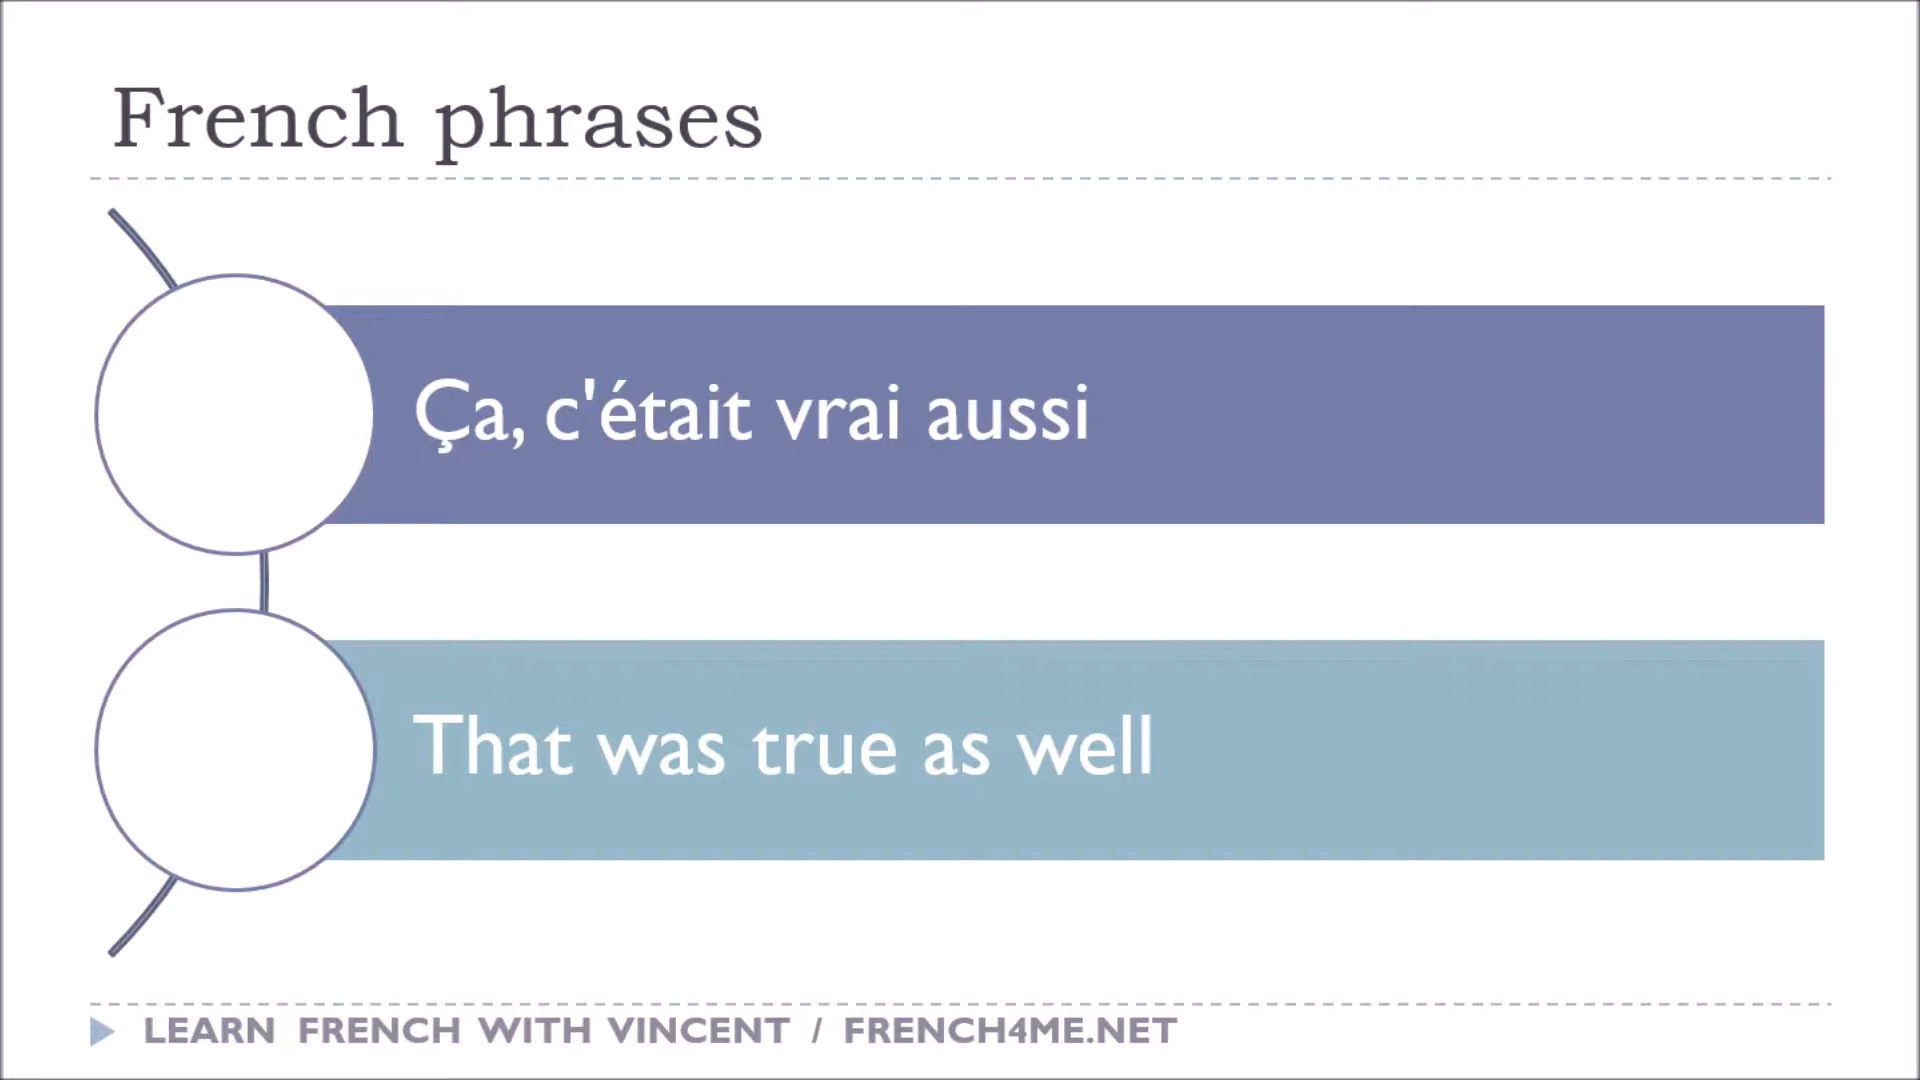 French phrases
Ça, c'était vrai aussi
That was true as well
LEARN FRENCH WITH VINCENT / FRENCH4ME.NET